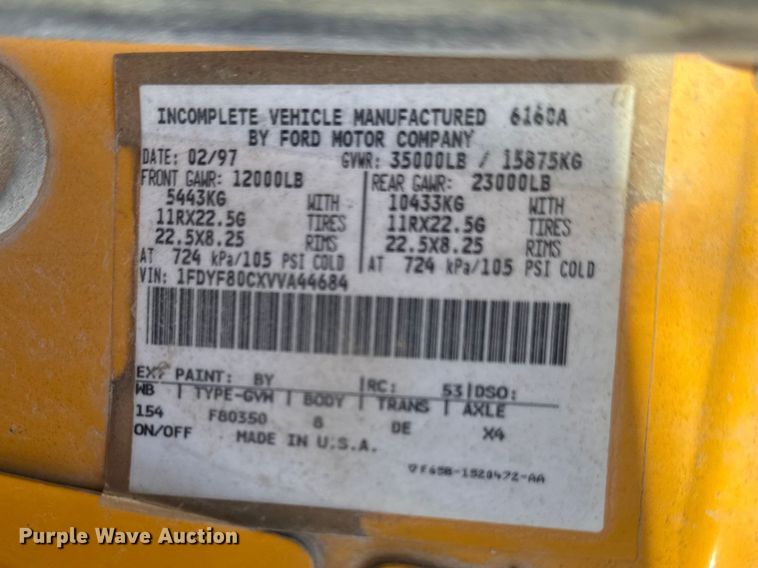 INCOMPLETE VEHICLE MANUFACTURED 6160A
BY FORD MOTOR COMPANY
DATE: 02/97 GVWR: 35000LB / 15875KG
FRONT GAWR: 12000LB REAR GAWR: 23000LB
5443KG WITH 10433KG WITH
11RX22.5G TIRES 11RX22.5G TIRES
22.5X8.25 RIMS 22.5X8.25 RIMS
AT 724 kPa/105 PSI COLD AT 724 kPa/105 PSI COLD
VIN: 1FDYF80CXVVA44684
EXT PAINT: BY RC: 53 DSO:
WB TYPE-GVW BODY TRANS AXLE
154 F80350 8 DE X4
ON/OFF MADE IN U.S.A.
Purple Wave Auction